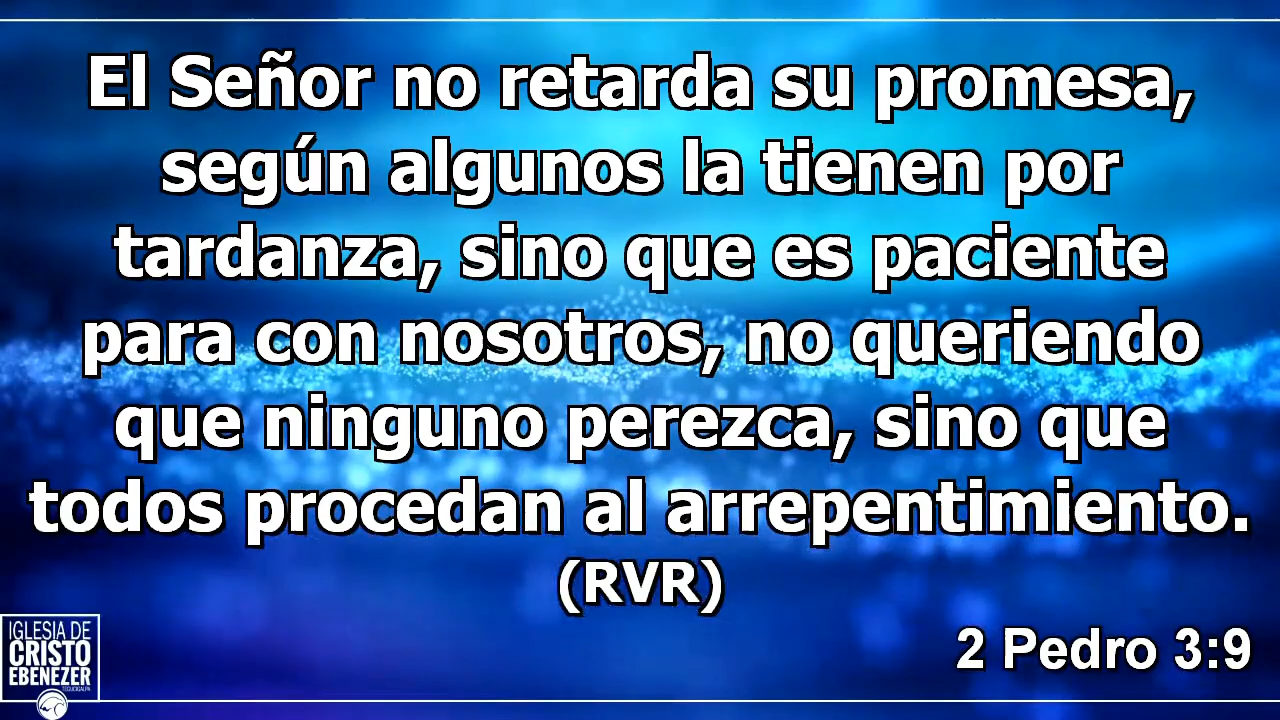 El Señor no retarda su promesa,
según algunos la tienen por
tardanza, sino que es paciente
para con nosotros, no queriendo
que ninguno perezca, sino que
todos procedan al arrepentimiento.
(RVR)
2 Pedro 3:9
IGLESIA DE
CRISTO
EBENEZER
TEGUCIGALPA